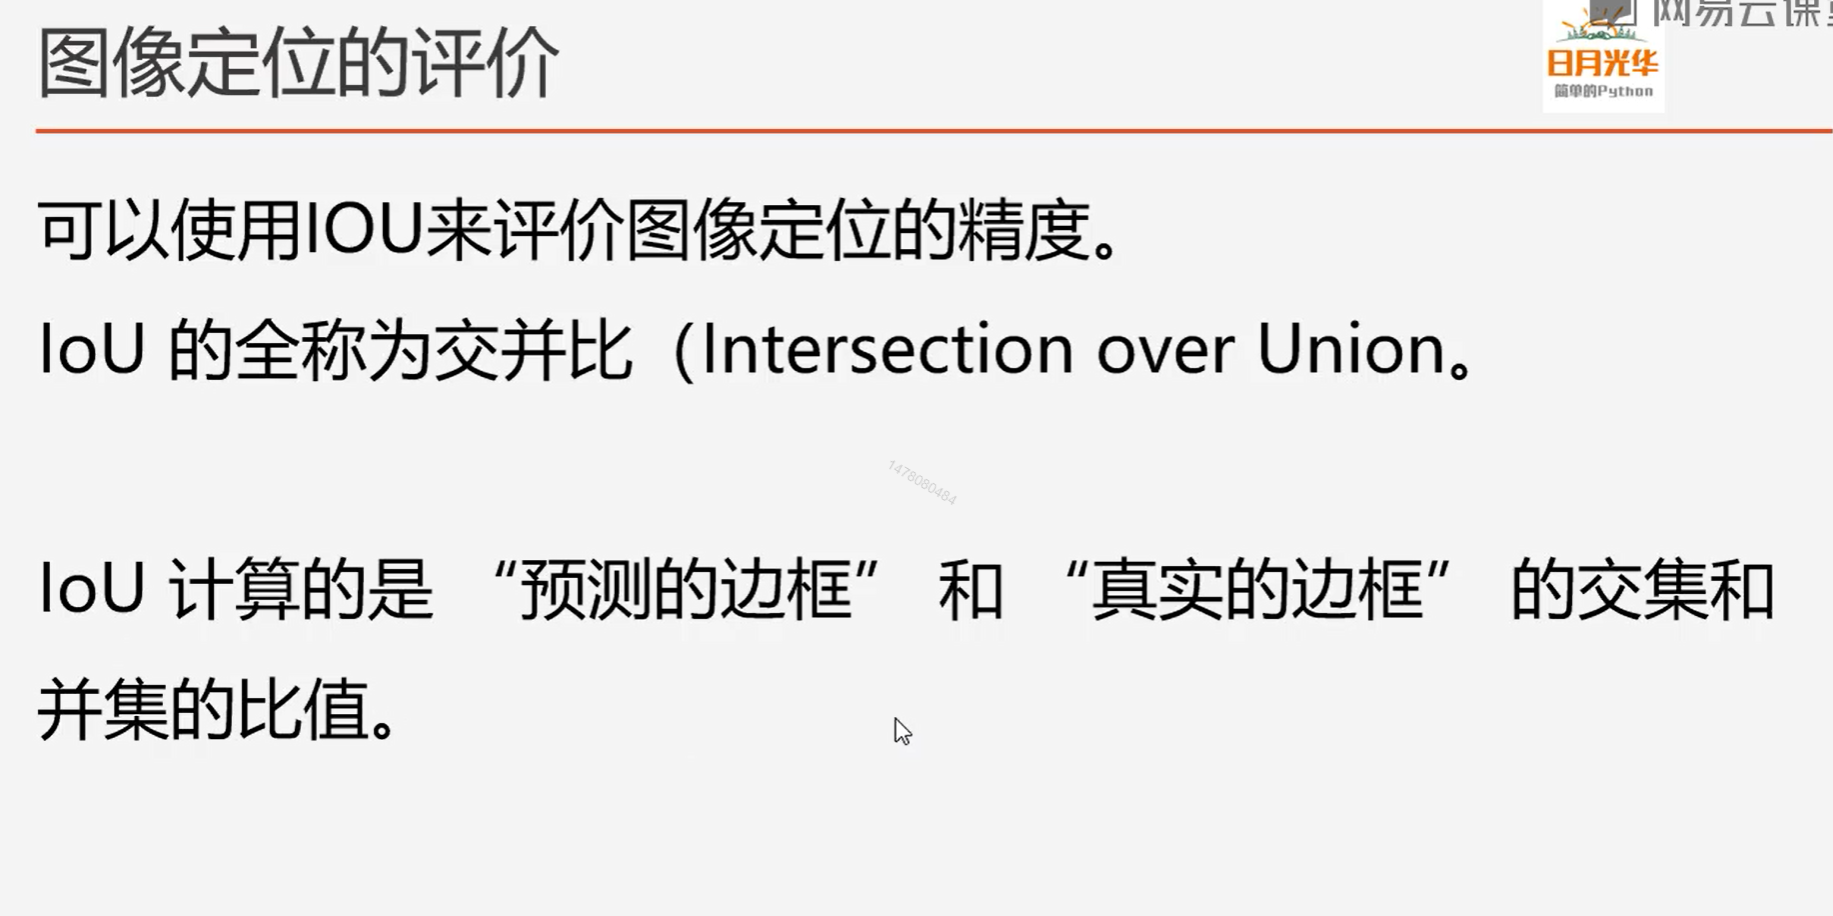 图像定位的评价
网易云课
日月光华
简单的Python
可以使用IOU来评价图像定位的精度。
IoU 的全称为交并比（Intersection over Union。
1478080484
IoU 计算的是 “预测的边框” 和 “真实的边框” 的交集和
并集的比值。